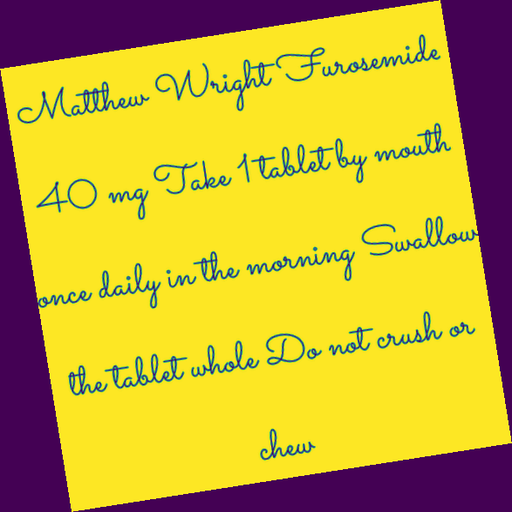 Matthew Wright Furosemide
40 mg Take 1 tablet by mouth
once daily in the morning Swallow
the tablet whole Do not crush or
chew